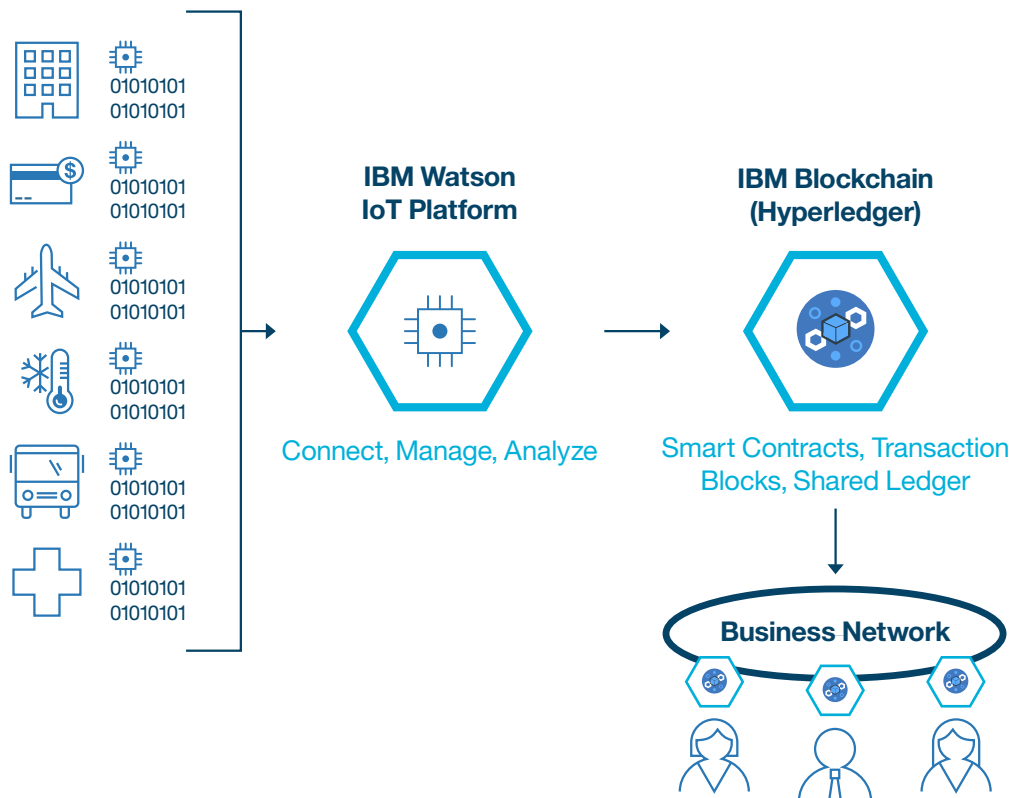 01010101
01010101
$
01010101
01010101
01010101
01010101
01010101
01010101
01010101
01010101
01010101
01010101
IBM Watson
IoT Platform
Connect, Manage, Analyze
IBM Blockchain
(Hyperledger)
Smart Contracts, Transaction
Blocks, Shared Ledger
Business Network